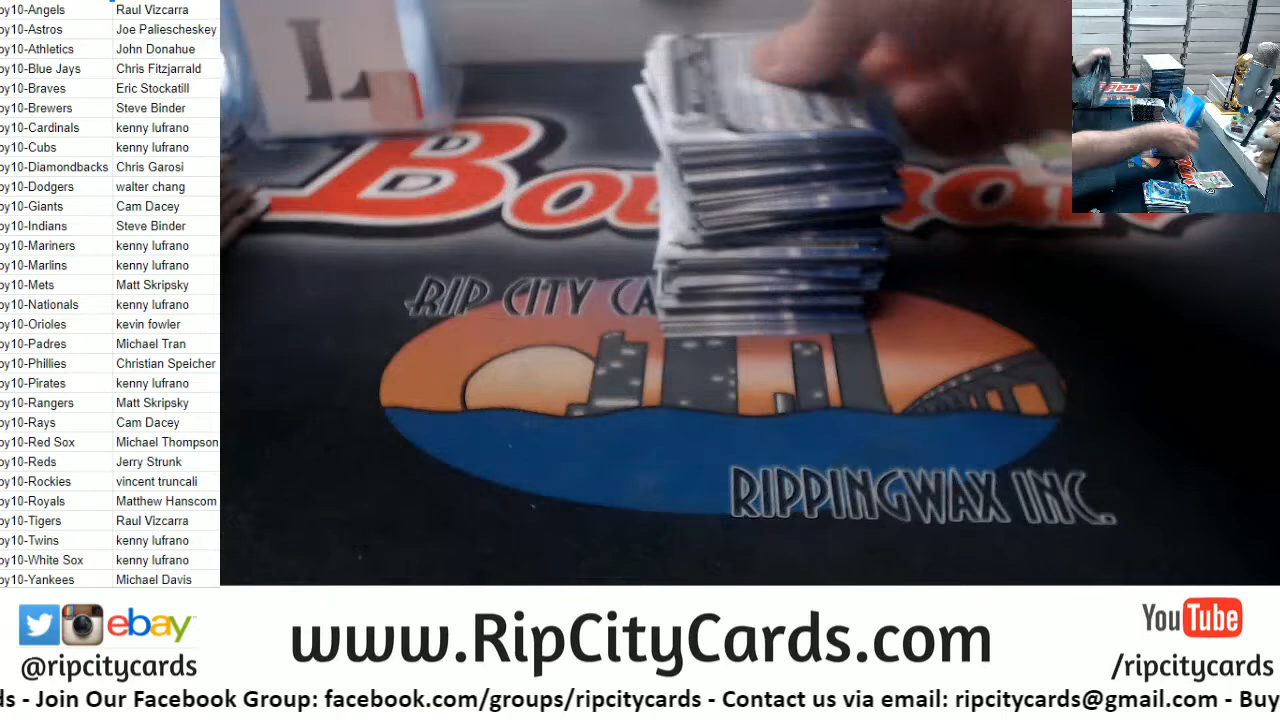 oy10-Angels Raul Vizcarra
oy10-Astros Joe Paliescheskey
oy10-Athletics John Donahue
oy10-Blue Jays Chris Fitzjarrald
oy10-Braves Eric Stockatill
oy10-Brewers Steve Binder
oy10-Cardinals kenny lufrano
oy10-Cubs kenny lufrano
oy10-Diamondbacks Chris Garosi
oy10-Dodgers walter chang
oy10-Giants Cam Dacey
oy10-Indians Steve Binder
oy10-Mariners kenny lufrano
oy10-Marlins kenny lufrano
oy10-Mets Matt Skripsky
oy10-Nationals kenny lufrano
oy10-Orioles kevin fowler
oy10-Padres Michael Tran
oy10-Phillies Christian Speicher
oy10-Pirates kenny lufrano
oy10-Rangers Matt Skripsky
oy10-Rays Cam Dacey
oy10-Red Sox Michael Thompson
oy10-Reds Jerry Strunk
oy10-Rockies vincent truncali
oy10-Royals Matthew Hanscom
oy10-Tigers Raul Vizcarra
oy10-Twins kenny lufrano
oy10-White Sox kenny lufrano
oy10-Yankees Michael Davis
L
RIP CITY CA
RIPPINGWAX INC.
ebay
@ripcitycards
www.RipCityCards.com
YouTube
/ripcitycards
ds - Join Our Facebook Group: facebook.com/groups/ripcitycards - Contact us via email: ripcitycards@gmail.com - Buy